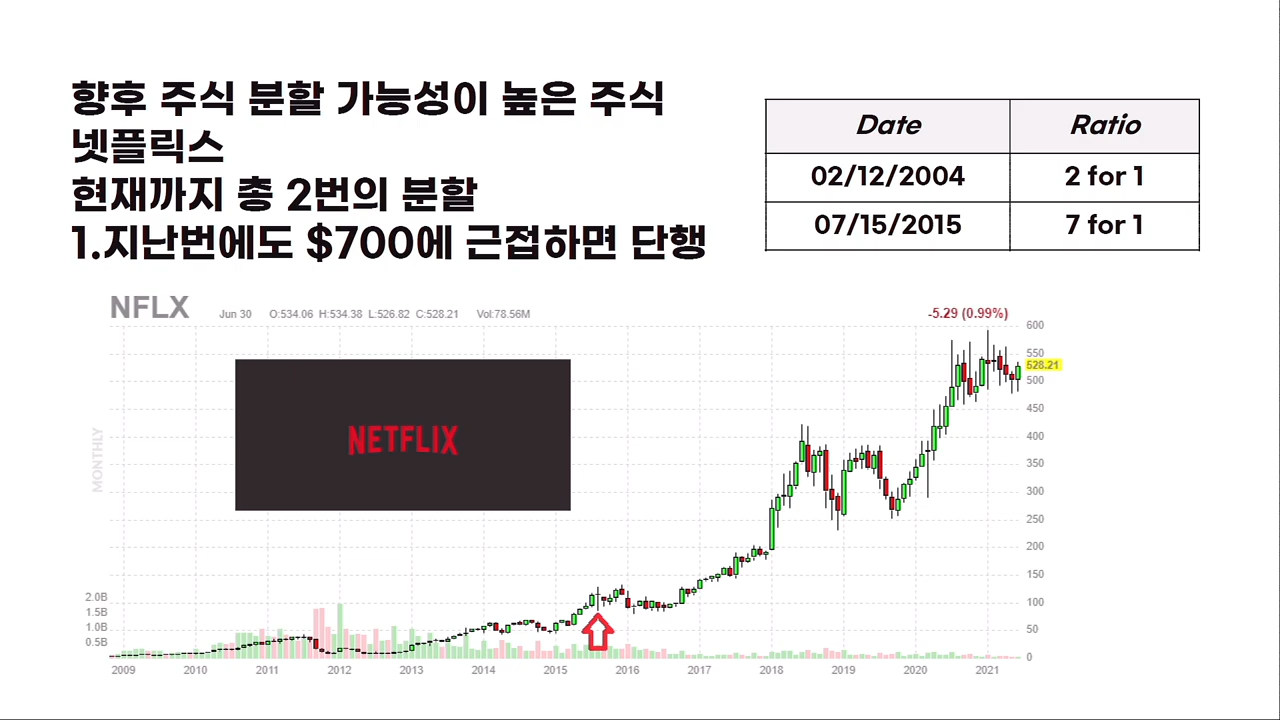 향후 주식 분할 가능성이 높은 주식
넷플릭스
현재까지 총 2번의 분할
1.지난번에도 $700에 근접하면 단행
Date Ratio
02/12/2004 2 for 1
07/15/2015 7 for 1
NFLX Jun 30 O:534.06 H:534.38 L:526.82 C:528.21 Vol:78.56M -5.29 (0.99%)
600
550
528.21
500
450
400
350
300
250
200
150
100
50
0
NETFLIX
MONTHLY
2.0B
1.5B
1.0B
0.5B
2009 2010 2011 2012 2013 2014 2015 2016 2017 2018 2019 2020 2021